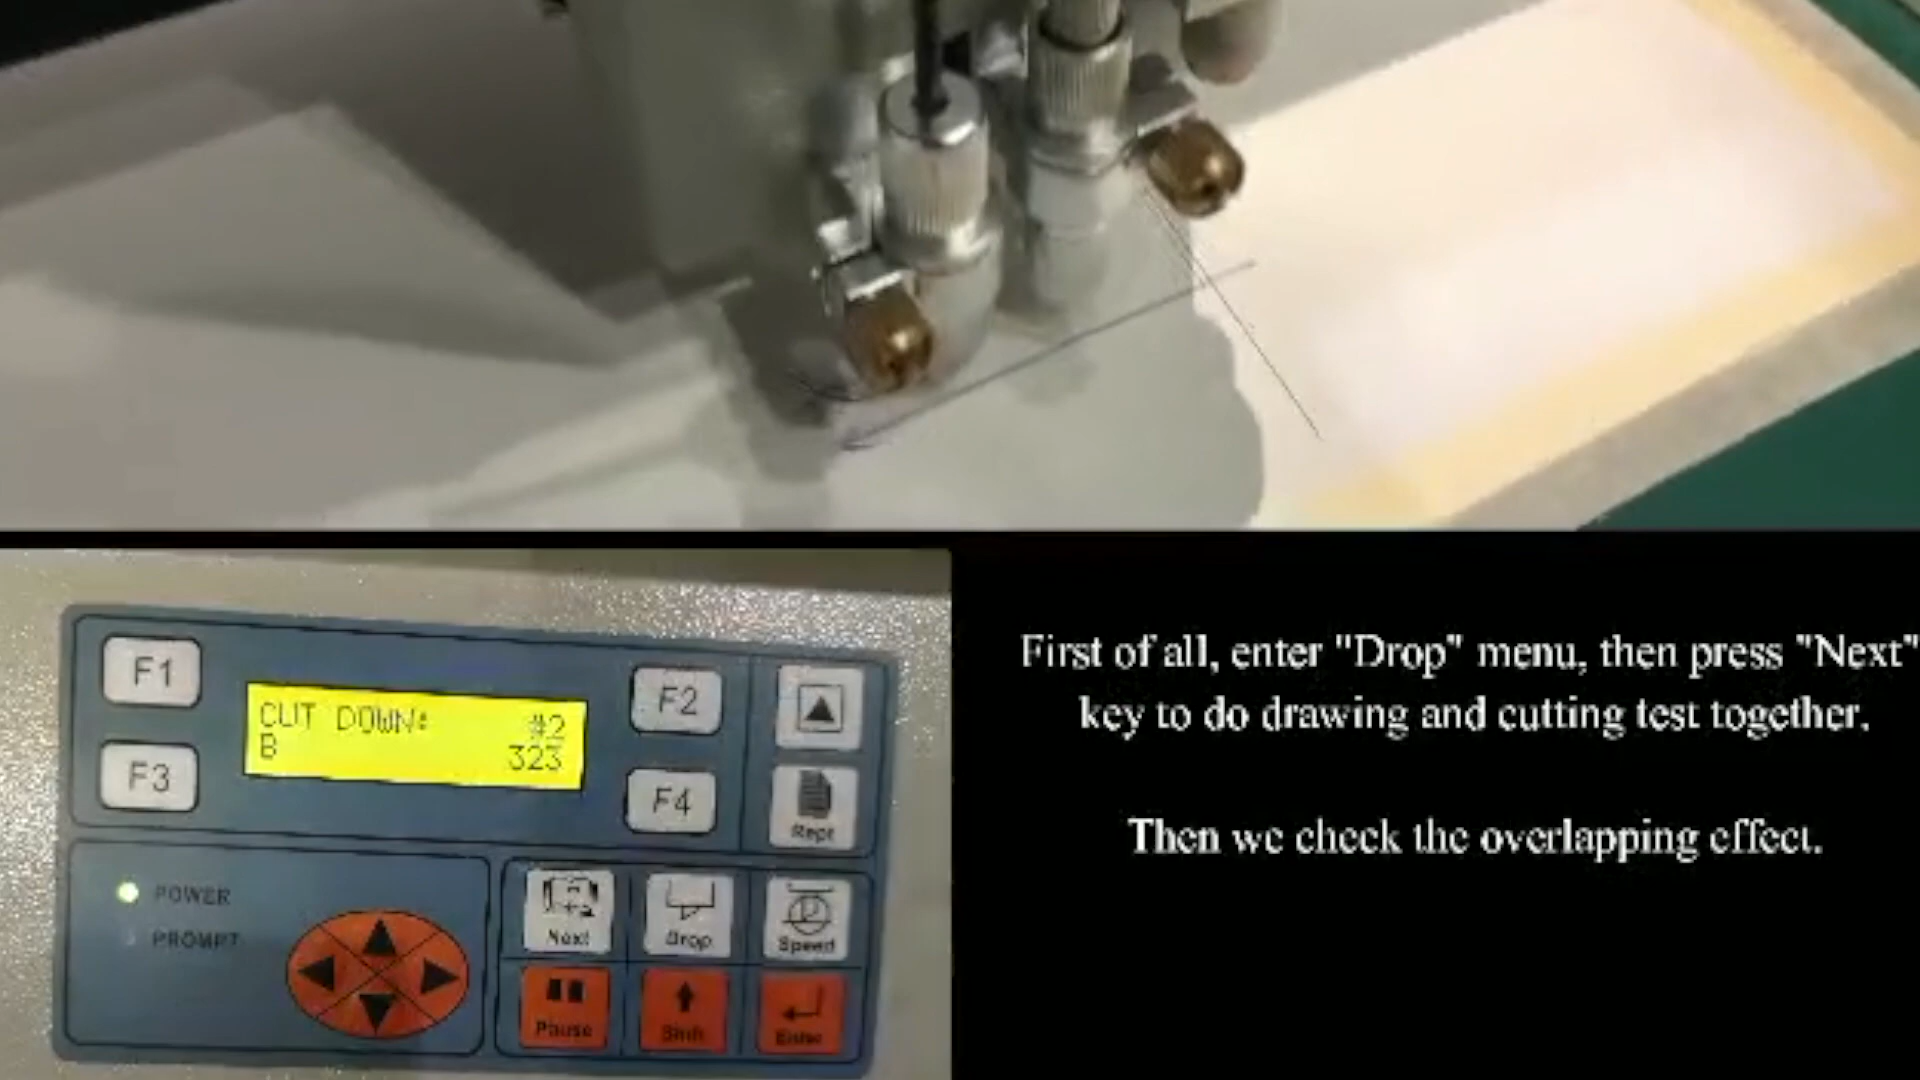 First of all, enter "Drop" menu, then press "Next"
key to do drawing and cutting test together.
Then we check the overlapping effect.
F1
CUT DOWN: #2
B 323
F2
F3
F4
Rept
POWER
PROMPT
Next
Drop
Speed
Pause
Shift
Enter